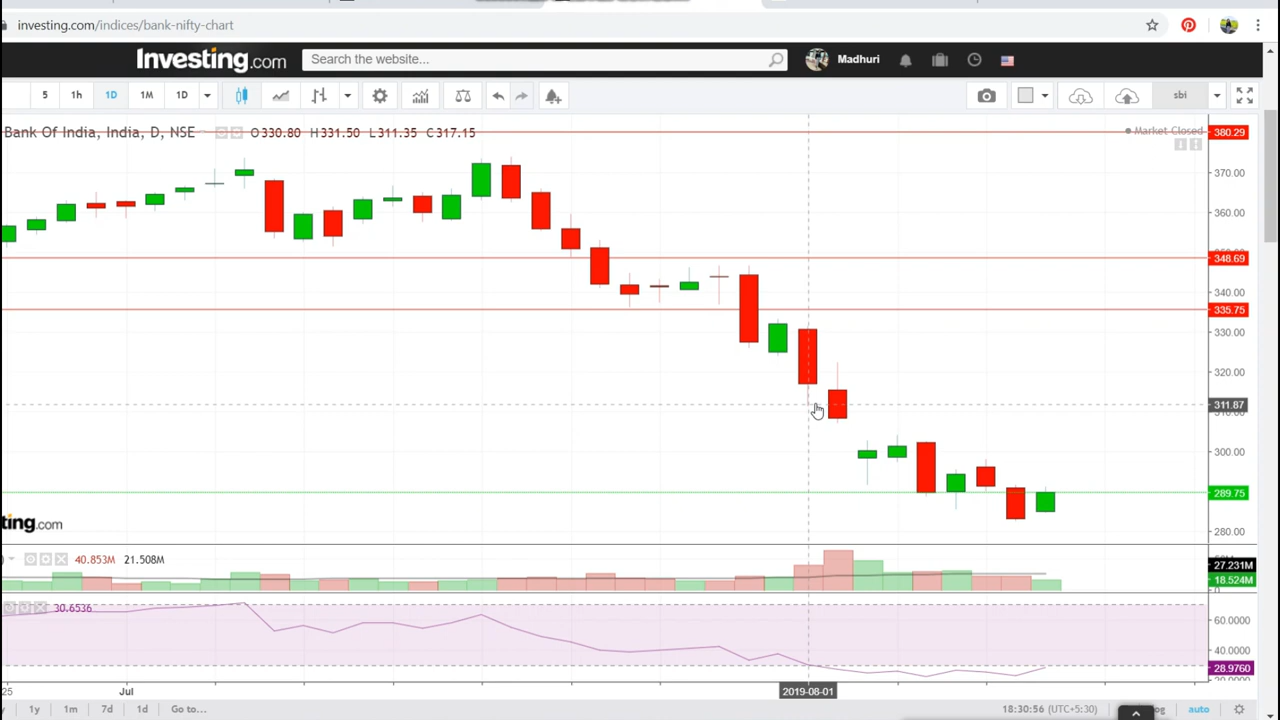 investing.com/indices/bank-nifty-chart
Investing.com Search the website... Madhuri
5 1h 1D 1M 1D sbi
Bank Of India, India, D, NSE O330.80 H331.50 L311.35 C317.15
Market Closed
380.29
370.00
360.00
348.69
340.00
335.75
330.00
320.00
311.87
300.00
289.75
280.00
ting.com
40.853M 21.508M
27.231M
18.524M
30.6536
60.0000
40.0000
28.9760
25 Jul 2019-08-01
1y 1m 7d 1d Go to... 18:30:56 (UTC+5:30) auto